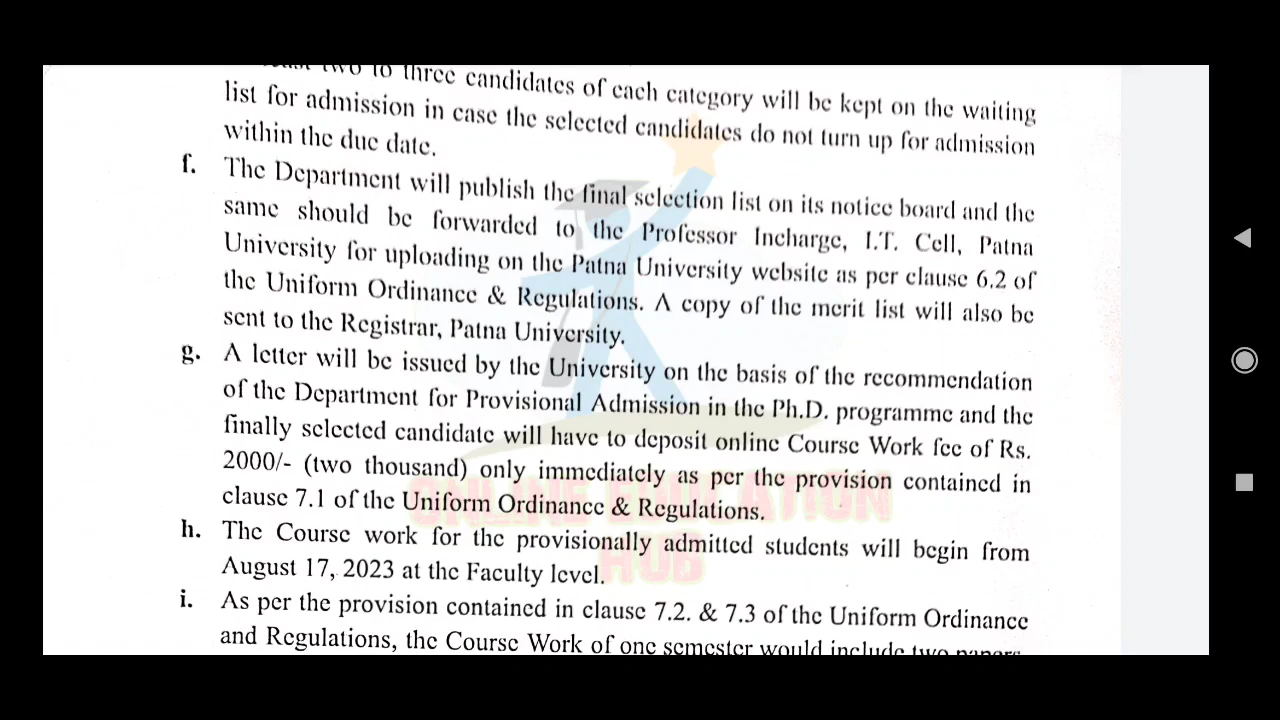 two to three candidates of each category will be kept on the waiting
list for admission in case the selected candidates do not turn up for admission
within the due date.
f. The Department will publish the final selection list on its notice board and the
same should be forwarded to the Professor Incharge, I.T. Cell, Patna
University for uploading on the Patna University website as per clause 6.2 of
the Uniform Ordinance & Regulations. A copy of the merit list will also be
sent to the Registrar, Patna University.
g. A letter will be issued by the University on the basis of the recommendation
of the Department for Provisional Admission in the Ph.D. programme and the
finally selected candidate will have to deposit online Course Work fee of Rs.
2000/- (two thousand) only immediately as per the provision contained in
clause 7.1 of the Uniform Ordinance & Regulations.
ONLINE EDUCATION
HUB
h. The Course work for the provisionally admitted students will begin from
August 17, 2023 at the Faculty level.
i. As per the provision contained in clause 7.2. & 7.3 of the Uniform Ordinance
and Regulations, the Course Work of one semester would include two papers